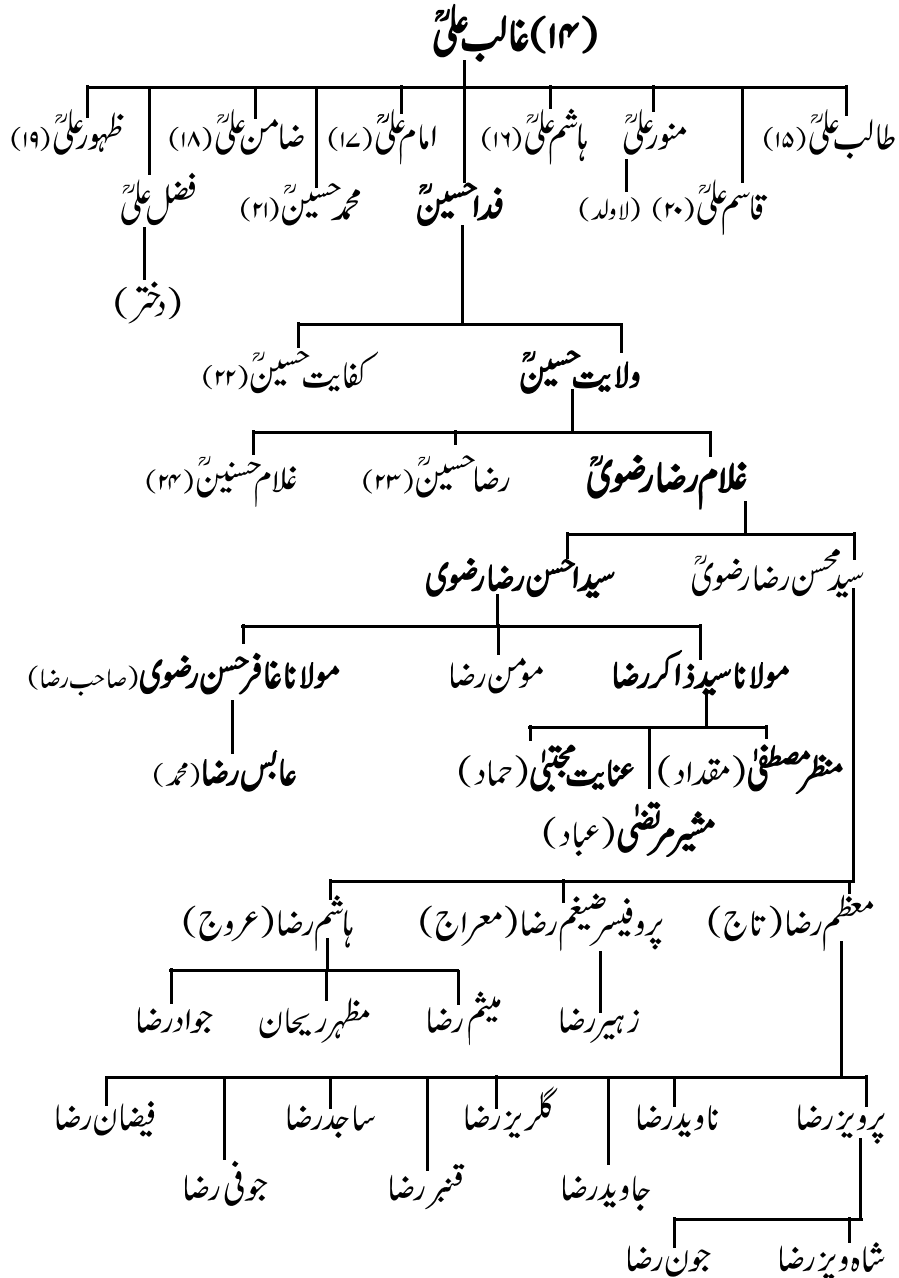 (۱۴) غالب علیؒ
طالب علیؒ (۱۵) منور علیؒ ہاشم علیؒ (۱۶) امام علیؒ (۱۷) ضامن علیؒ (۱۸) ظہور علیؒ (۱۹)
قاسم علیؒ (۲۰) (لاولد) فدا حسینؒ محمد حسینؒ (۲۱) فضل علیؒ
(دختر)
ولایت حسینؒ کفایت حسینؒ (۲۲)
غلام رضا رضویؒ رضا حسینؒ (۲۳) غلام حسنینؒ (۲۴)
سید محسن رضا رضویؒ سید احسن رضا رضوی
مولانا سید ذاکر رضا مومن رضا مولانا غافر حسن رضوی (صاحب رضا)
منظر مصطفیٰ (مقداد) عنایت مجتبیٰ (حماد) عابس رضا (محمد)
مشیر مرتضیٰ (عباد)
معظم رضا (تاج) پروفیسر ضیغم رضا (معراج) ہاشم رضا (عروج)
زہیر رضا میثم رضا مظہر ریحان جواد رضا
پرویز رضا ناوید رضا گلریز رضا ساجد رضا فیضان رضا
جاوید رضا قنبر رضا جوفی رضا
شاہ ویز رضا جون رضا